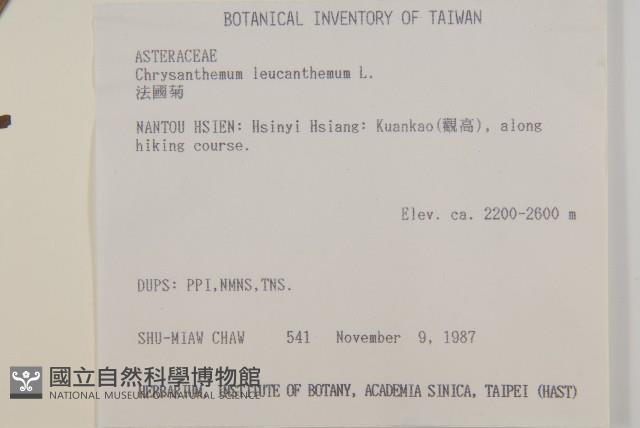 BOTANICAL INVENTORY OF TAIWAN
ASTERACEAE
Chrysanthemum leucanthemum L.
法國菊
NANTOU HSIEN: Hsinyi Hsiang: Kuankao(觀高), along
hiking course.
Elev. ca. 2200-2600 m
DUPS: PPI,NMNS,TNS.
SHU-MIAW CHAW 541 November 9, 1987
國立自然科學博物館
NATIONAL MUSEUM OF NATURAL SCIENCE
HERBARIUM, INSTITUTE OF BOTANY, ACADEMIA SINICA, TAIPEI (HAST)